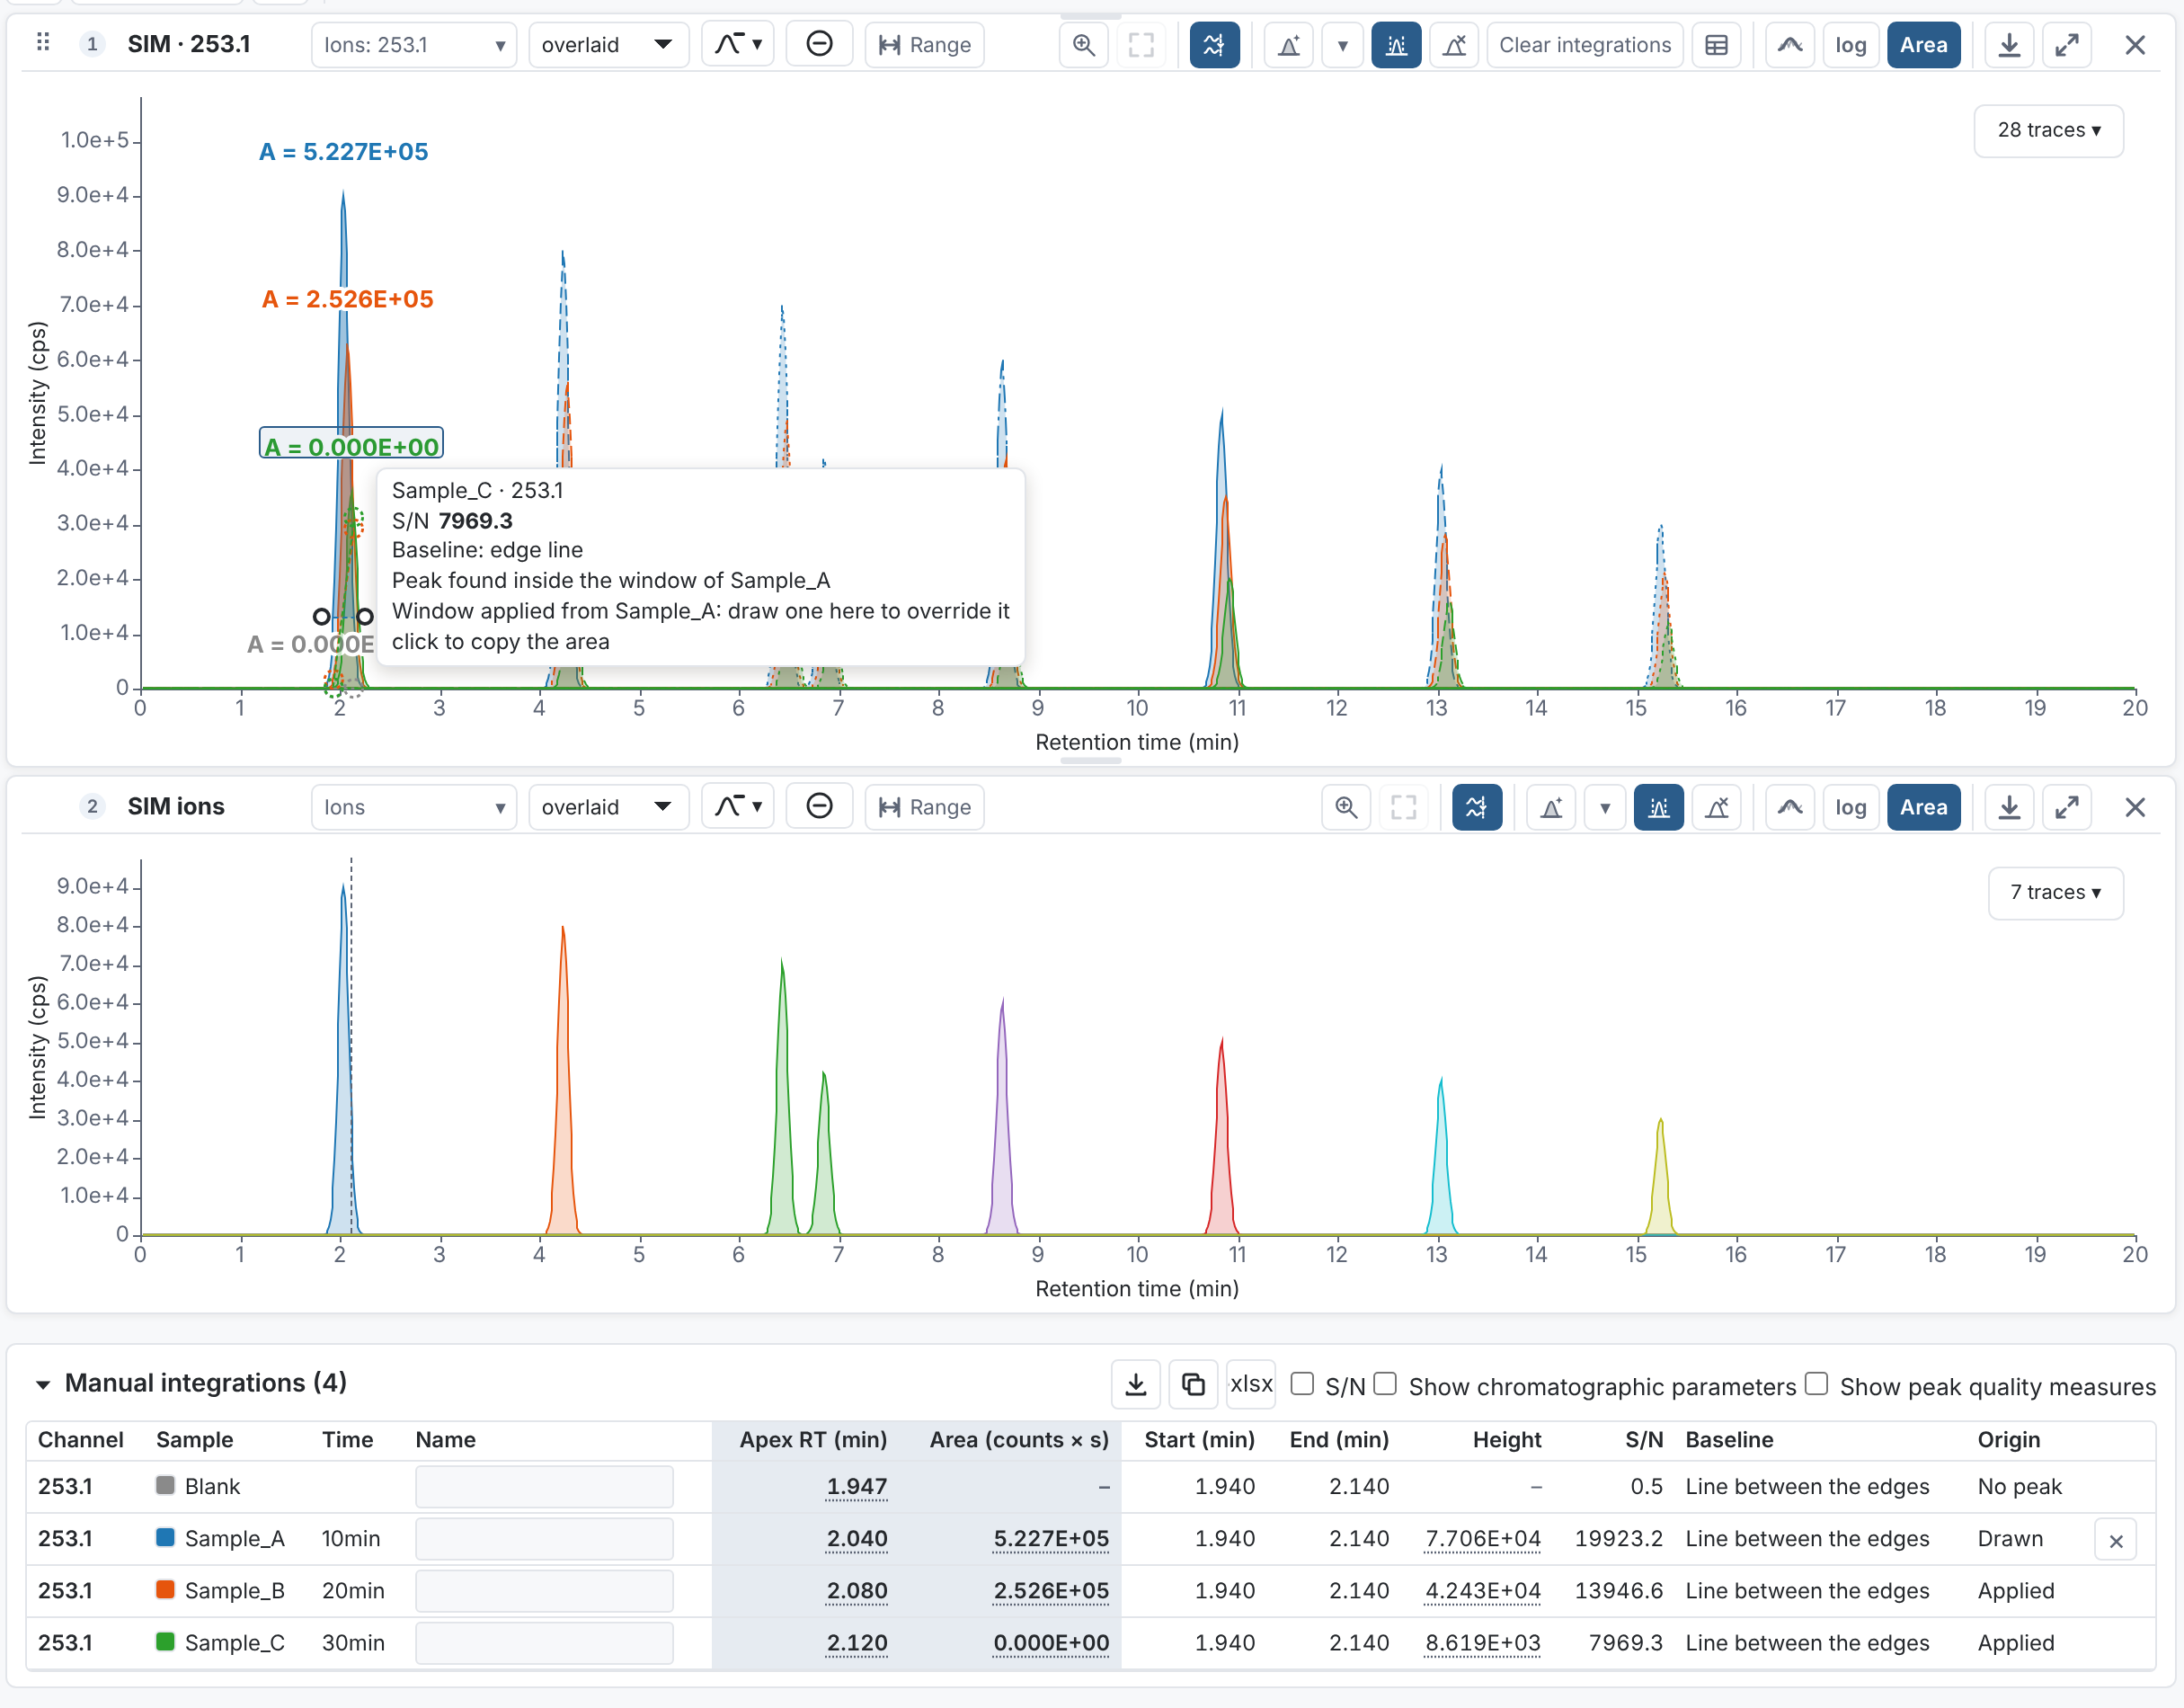 1 SIM · 253.1 Ions: 253.1 ▾ overlaid ▾ Range Clear integrations log Area
28 traces ▾
A = 5.227E+05
A = 2.526E+05
A = 0.000E+00
A = 0.000E
Sample_C · 253.1
S/N 7969.3
Baseline: edge line
Peak found inside the window of Sample_A
Window applied from Sample_A: draw one here to override it
click to copy the area
Intensity (cps)
1.0e+5
9.0e+4
8.0e+4
7.0e+4
6.0e+4
5.0e+4
4.0e+4
3.0e+4
2.0e+4
1.0e+4
0
0 1 2 3 4 5 6 7 8 9 10 11 12 13 14 15 16 17 18 19 20
Retention time (min)
2 SIM ions Ions ▾ overlaid ▾ Range log Area
7 traces ▾
Intensity (cps)
9.0e+4
8.0e+4
7.0e+4
6.0e+4
5.0e+4
4.0e+4
3.0e+4
2.0e+4
1.0e+4
0
0 1 2 3 4 5 6 7 8 9 10 11 12 13 14 15 16 17 18 19 20
Retention time (min)
Manual integrations (4) xlsx S/N Show chromatographic parameters Show peak quality measures
Channel Sample Time Name Apex RT (min) Area (counts × s) Start (min) End (min) Height S/N Baseline Origin
253.1 Blank 1.947 – 1.940 2.140 – 0.5 Line between the edges No peak
253.1 Sample_A 10min 2.040 5.227E+05 1.940 2.140 7.706E+04 19923.2 Line between the edges Drawn ×
253.1 Sample_B 20min 2.080 2.526E+05 1.940 2.140 4.243E+04 13946.6 Line between the edges Applied
253.1 Sample_C 30min 2.120 0.000E+00 1.940 2.140 8.619E+03 7969.3 Line between the edges Applied